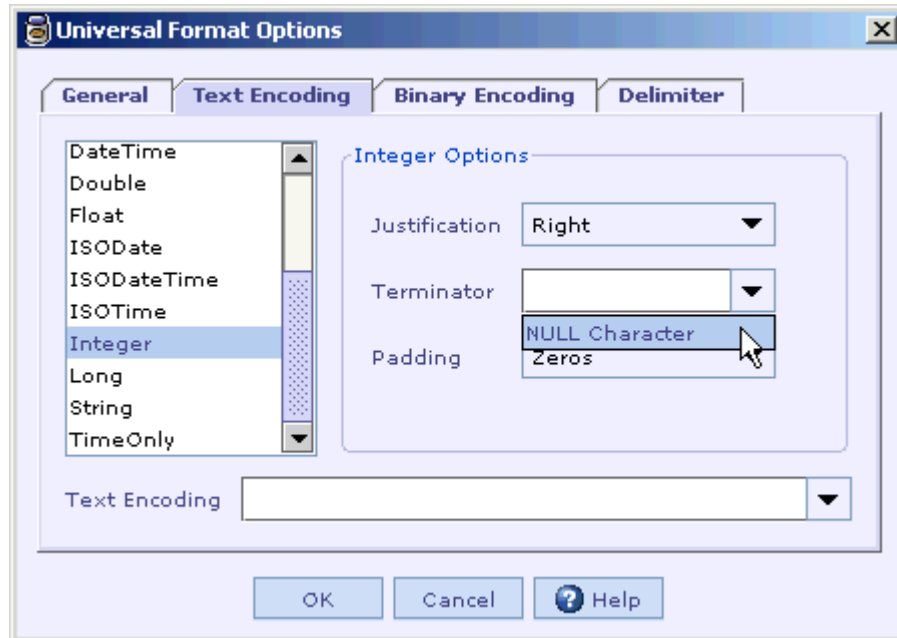 Universal Format Options
General Text Encoding Binary Encoding Delimiter
DateTime
Double
Float
ISODate
ISODateTime
ISOTime
Integer
Long
String
TimeOnly
Integer Options
Justification Right
Terminator
NULL Character
Padding Zeros
Text Encoding
OK Cancel ? Help